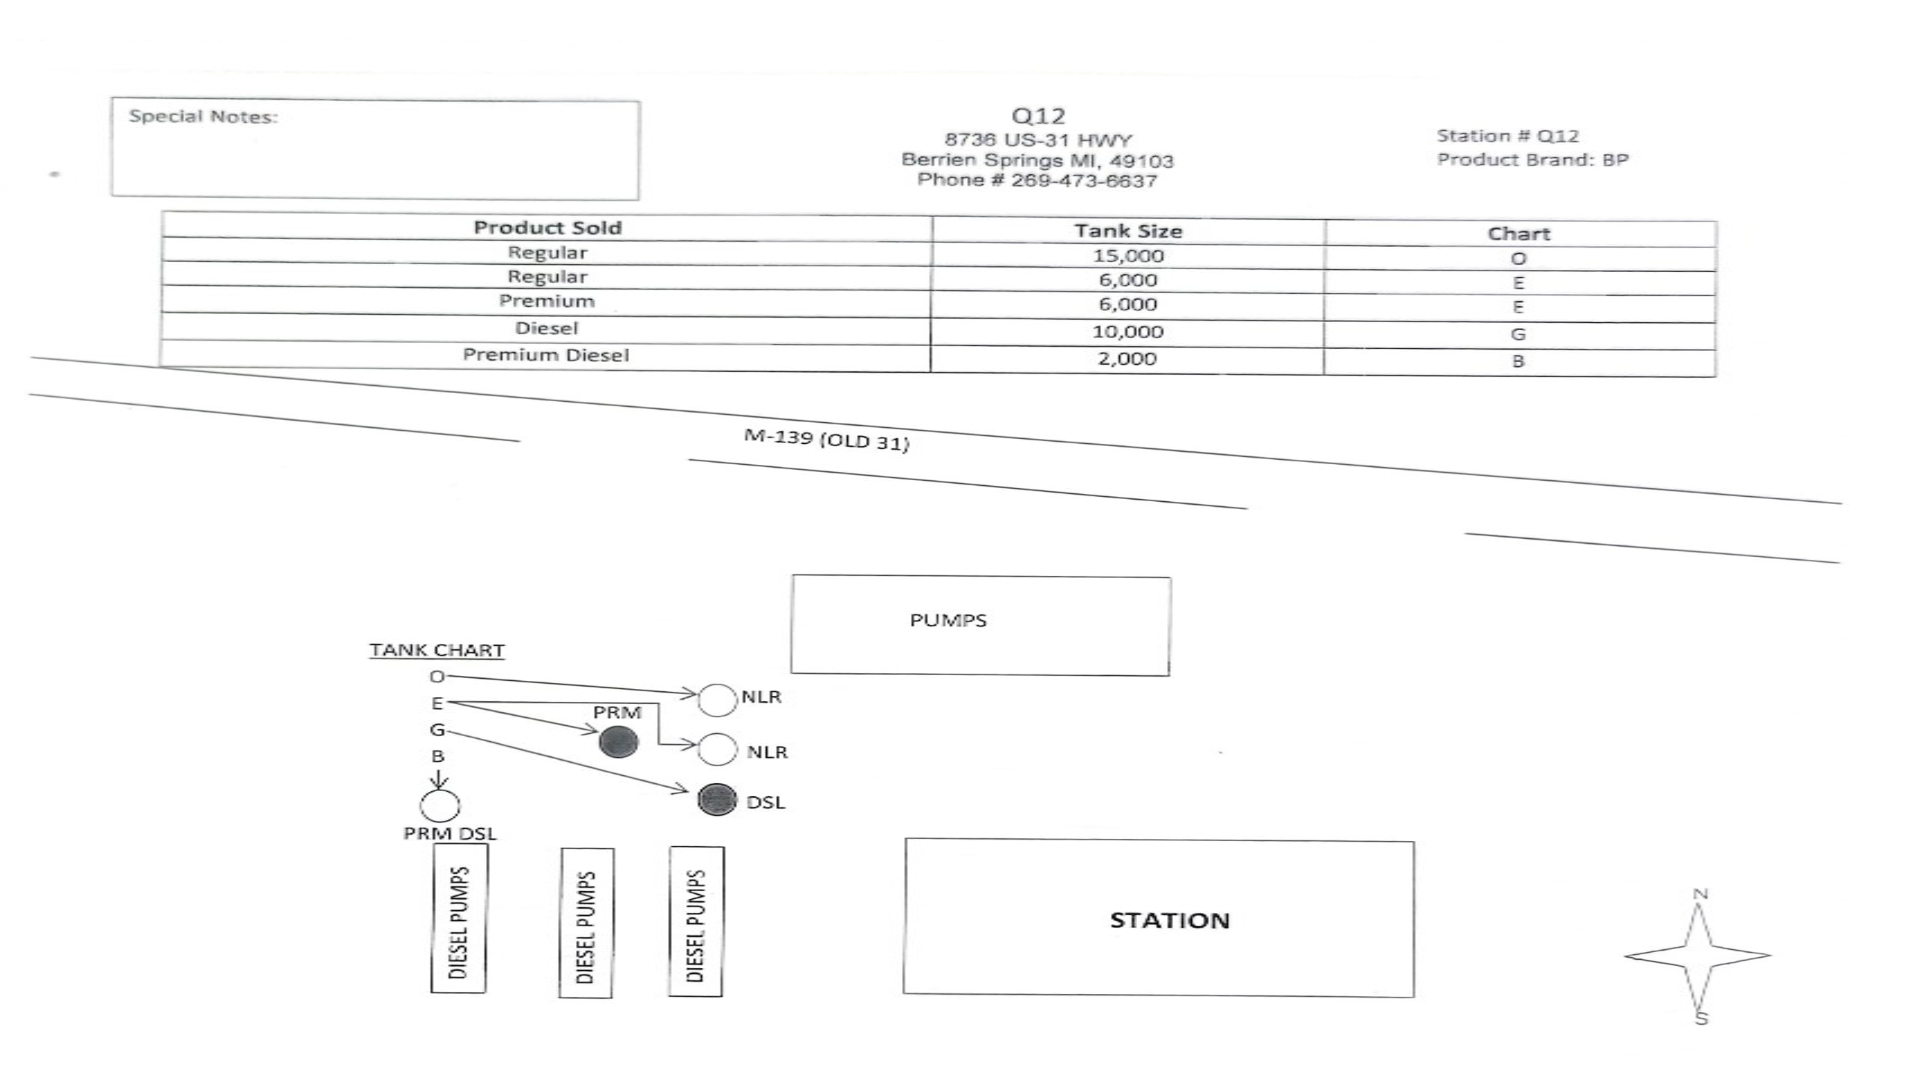 Special Notes:
Q12
8736 US-31 HWY
Berrien Springs MI, 49103
Phone # 269-473-6637
Station # Q12
Product Brand: BP
Product Sold Tank Size Chart
Regular 15,000 O
Regular 6,000 E
Premium 6,000 E
Diesel 10,000 G
Premium Diesel 2,000 B
M-139 (OLD 31)
PUMPS
TANK CHART
O
NLR
E
PRM
G
NLR
B
DSL
PRM DSL
DIESEL PUMPS
DIESEL PUMPS
DIESEL PUMPS
STATION
N
S